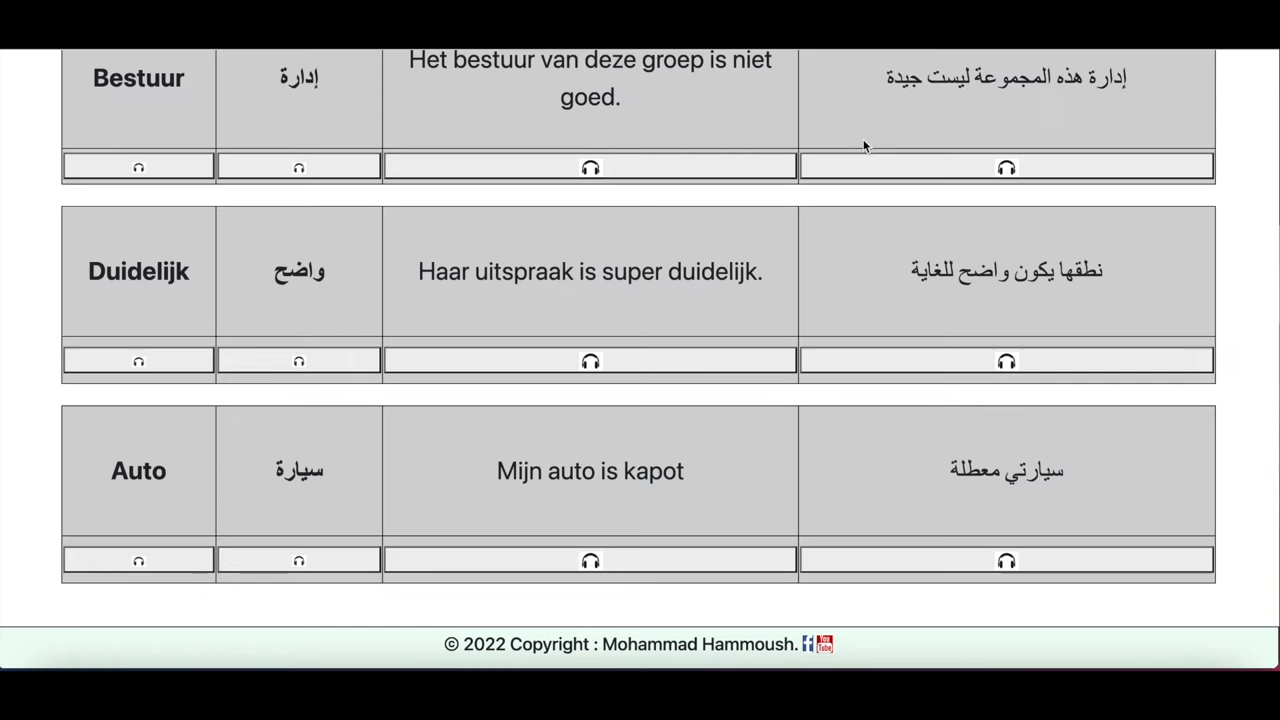 Bestuur
إدارة
Het bestuur van deze groep is niet
goed.
إدارة هذه المجموعة ليست جيدة
Duidelijk
واضح
Haar uitspraak is super duidelijk.
نطقها يكون واضح للغاية
Auto
سيارة
Mijn auto is kapot
سيارتي معطلة
© 2022 Copyright : Mohammad Hammoush.
You
Tube